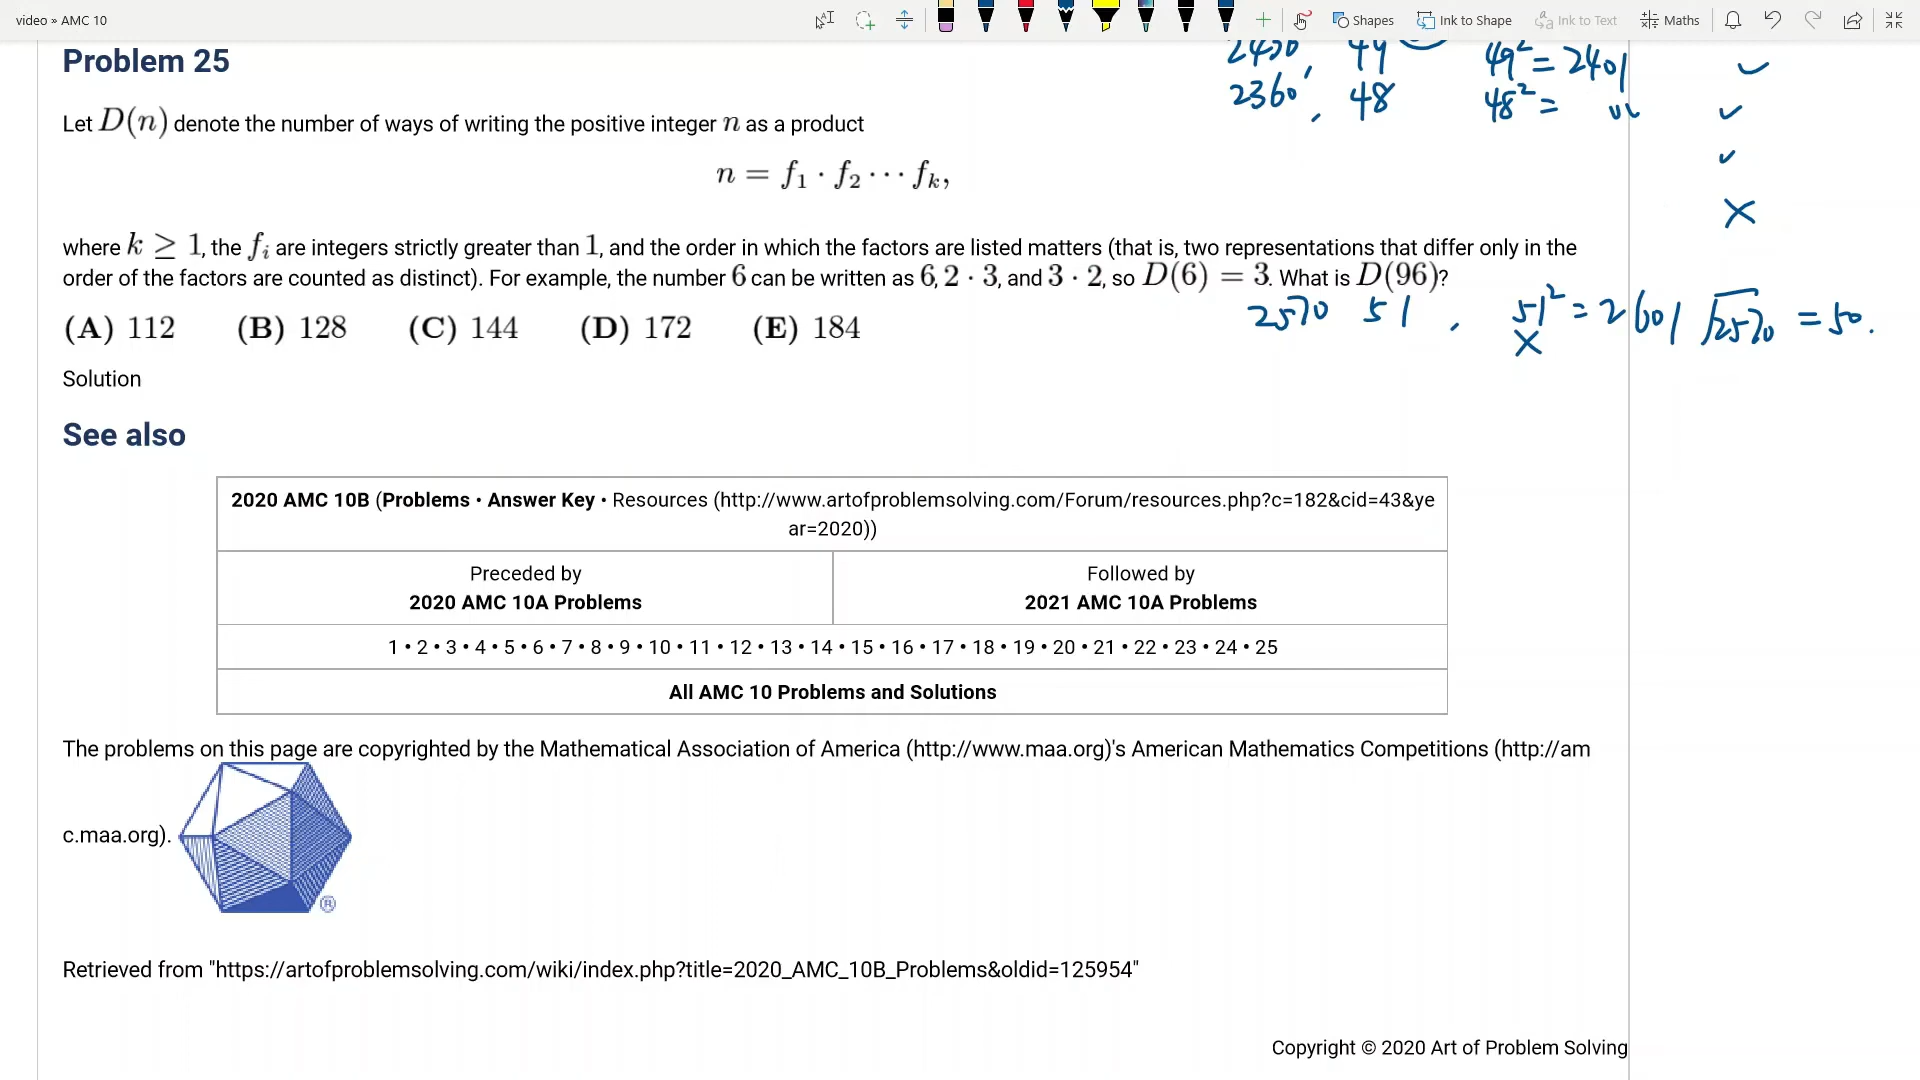 video » AMC 10
Shapes Ink to Shape Ink to Text Maths
Problem 25
2450, 49 49² = 2401
2360, 48 48² =
Let D(n) denote the number of ways of writing the positive integer n as a product
n = f₁ · f₂ ⋯ fₖ,
where k ≥ 1, the fᵢ are integers strictly greater than 1, and the order in which the factors are listed matters (that is, two representations that differ only in the
order of the factors are counted as distinct). For example, the number 6 can be written as 6, 2 · 3, and 3 · 2, so D(6) = 3. What is D(96)?
2570 51, 51² = 2601 √2570 = 50.
(A) 112 (B) 128 (C) 144 (D) 172 (E) 184
Solution
See also
2020 AMC 10B (Problems • Answer Key • Resources (http://www.artofproblemsolving.com/Forum/resources.php?c=182&cid=43&ye
ar=2020))
Preceded by
2020 AMC 10A Problems
Followed by
2021 AMC 10A Problems
1 • 2 • 3 • 4 • 5 • 6 • 7 • 8 • 9 • 10 • 11 • 12 • 13 • 14 • 15 • 16 • 17 • 18 • 19 • 20 • 21 • 22 • 23 • 24 • 25
All AMC 10 Problems and Solutions
The problems on this page are copyrighted by the Mathematical Association of America (http://www.maa.org)'s American Mathematics Competitions (http://am
c.maa.org).
®
Retrieved from "https://artofproblemsolving.com/wiki/index.php?title=2020_AMC_10B_Problems&oldid=125954"
Copyright © 2020 Art of Problem Solving